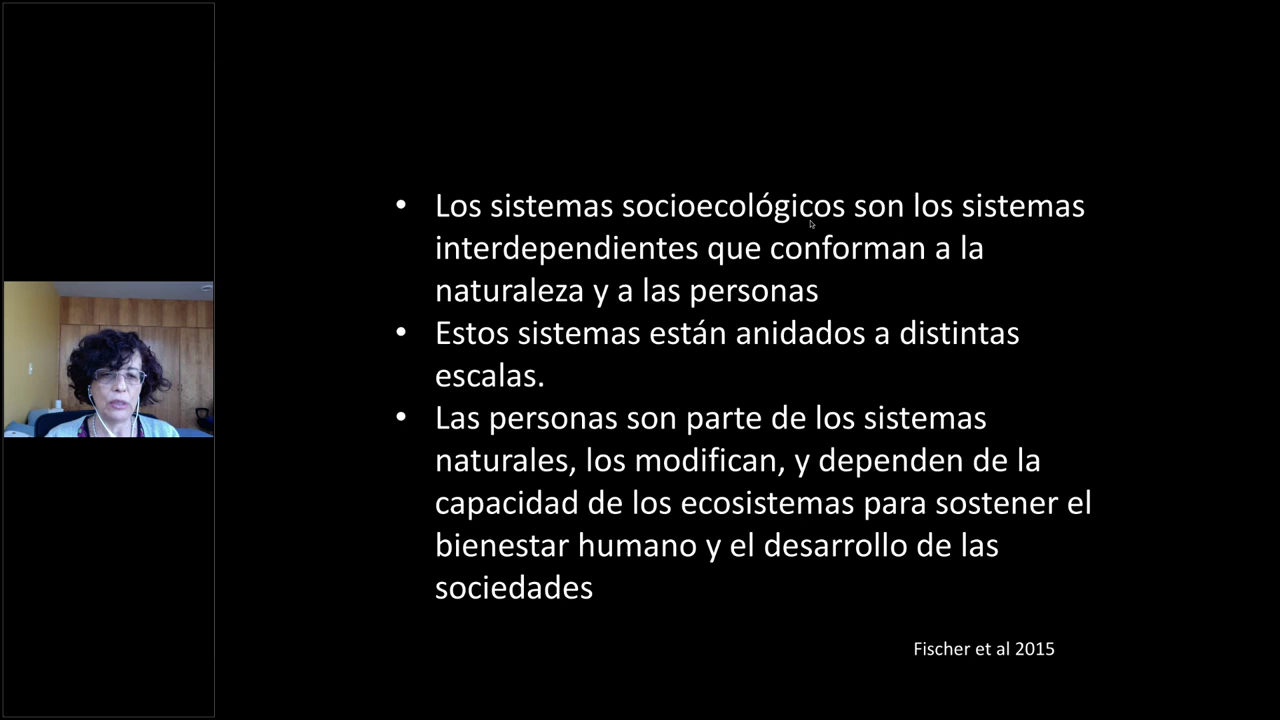 • Los sistemas socioecológicos son los sistemas
interdependientes que conforman a la
naturaleza y a las personas
• Estos sistemas están anidados a distintas
escalas.
• Las personas son parte de los sistemas
naturales, los modifican, y dependen de la
capacidad de los ecosistemas para sostener el
bienestar humano y el desarrollo de las
sociedades
Fischer et al 2015